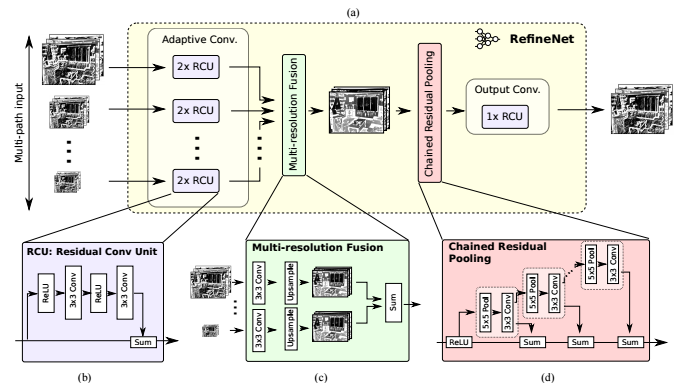 (a)
Adaptive Conv.
RefineNet
Multi-path input
2x RCU
2x RCU
2x RCU
Multi-resolution Fusion
Chained Residual Pooling
Output Conv.
1x RCU
RCU: Residual Conv Unit
ReLU
3x3 Conv
ReLU
3x3 Conv
Sum
(b)
Multi-resolution Fusion
3x3 Conv
Upsample
3x3 Conv
Upsample
Sum
(c)
Chained Residual
Pooling
ReLU
5x5 Pool
3x3 Conv
5x5 Pool
3x3 Conv
5x5 Pool
3x3 Conv
Sum
Sum
Sum
(d)